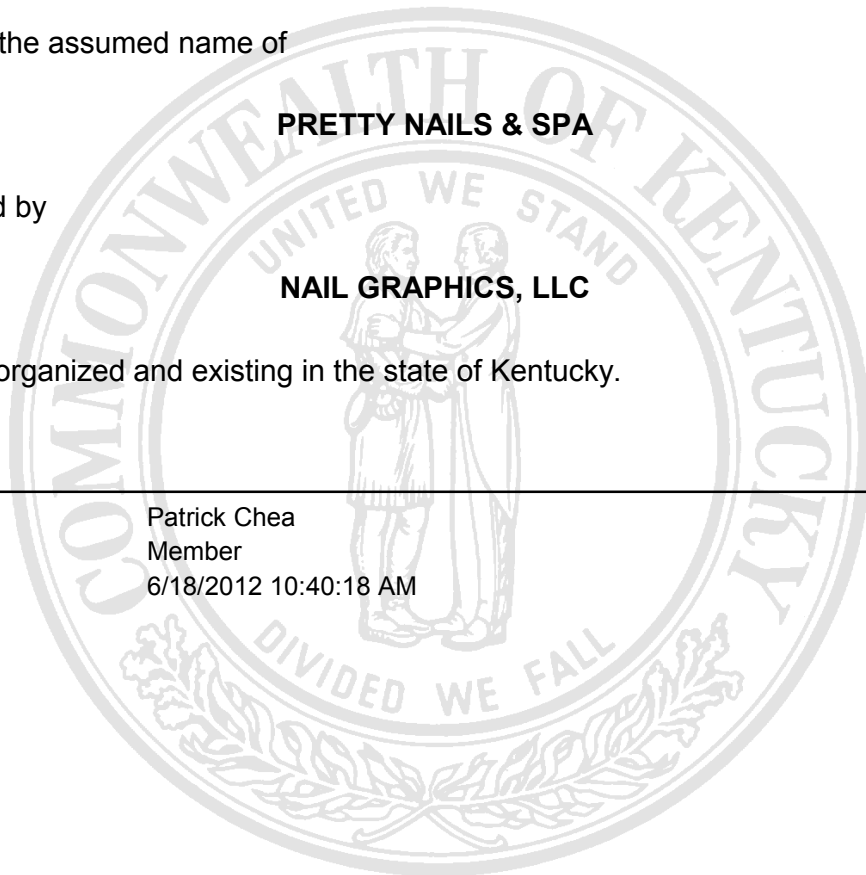 the assumed name of
PRETTY NAILS & SPA
d by
NAIL GRAPHICS, LLC
organized and existing in the state of Kentucky.
Patrick Chea
Member
6/18/2012 10:40:18 AM
COMMONWEALTH OF KENTUCKY
UNITED WE STAND
DIVIDED WE FALL